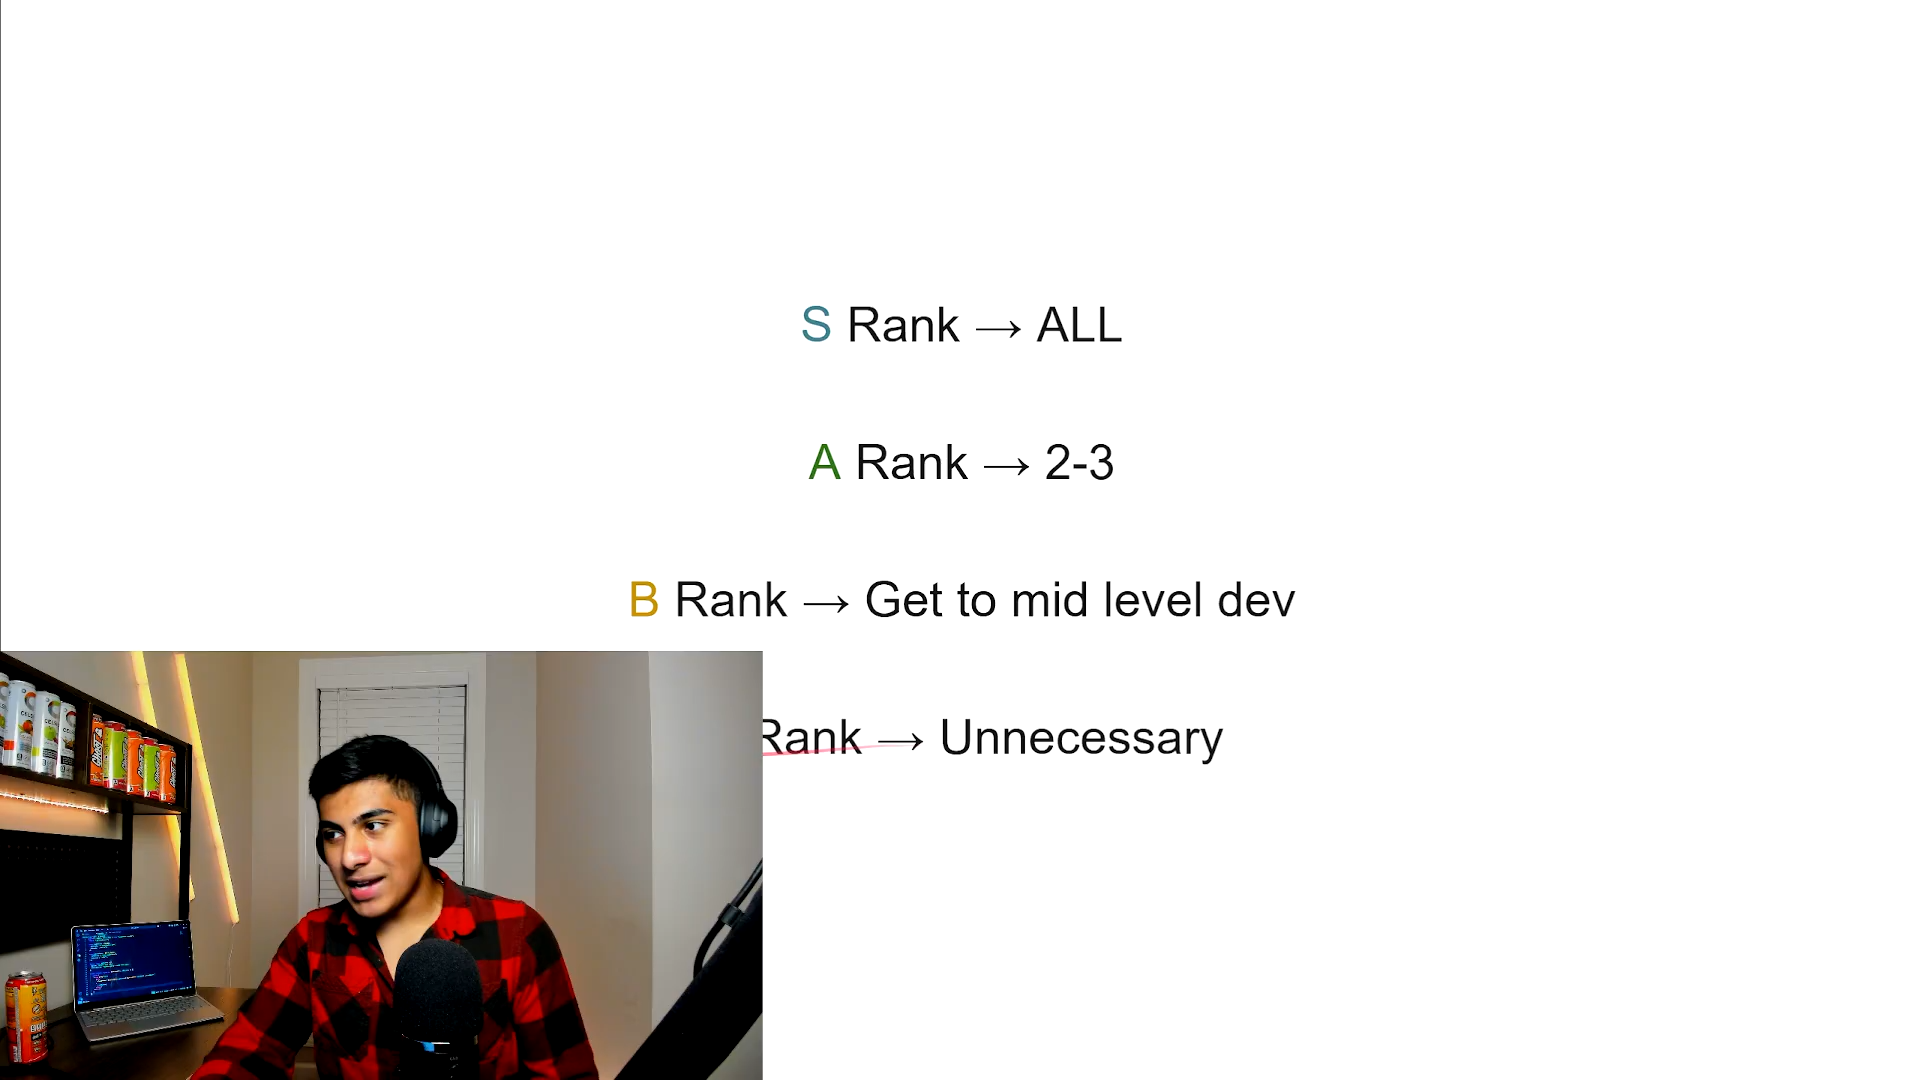 S Rank → ALL
A Rank → 2-3
B Rank → Get to mid level dev
Rank → Unnecessary